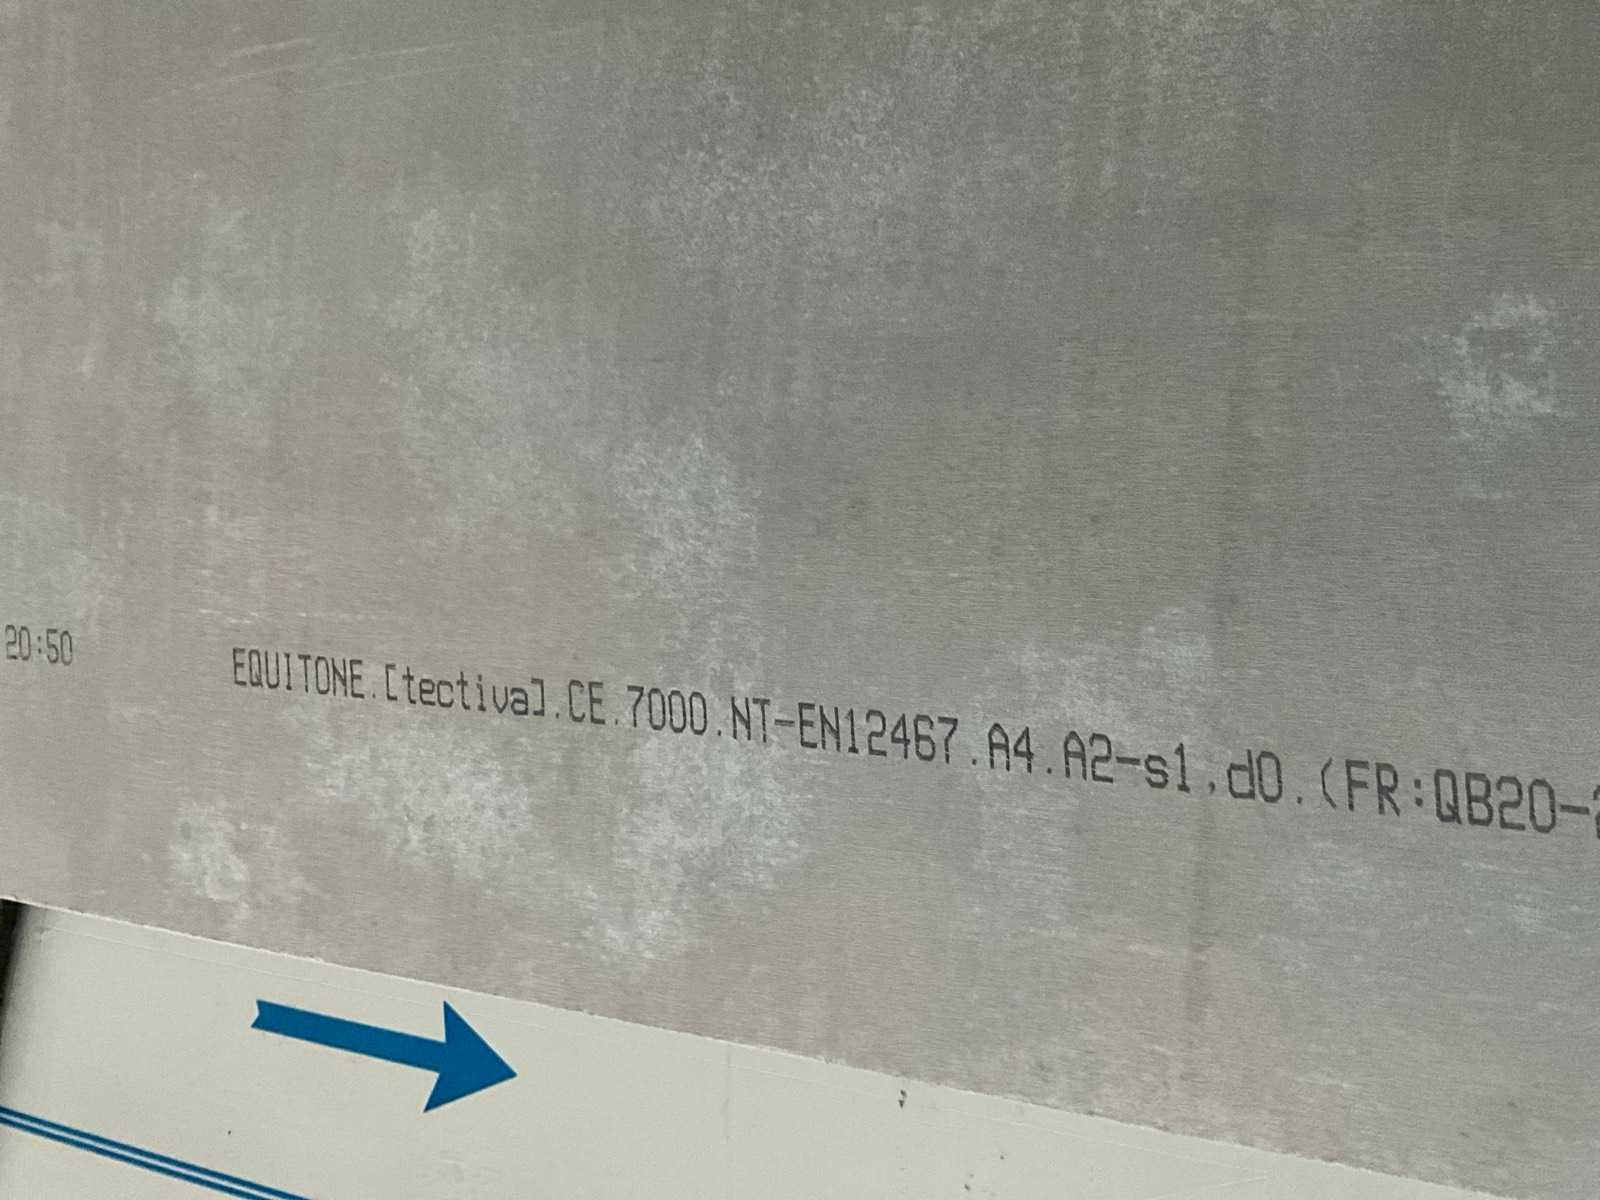 20:50 EQUITONE.[tectiva].CE.7000.NT-EN12467.A4.A2-s1,d0.(FR:QB20-